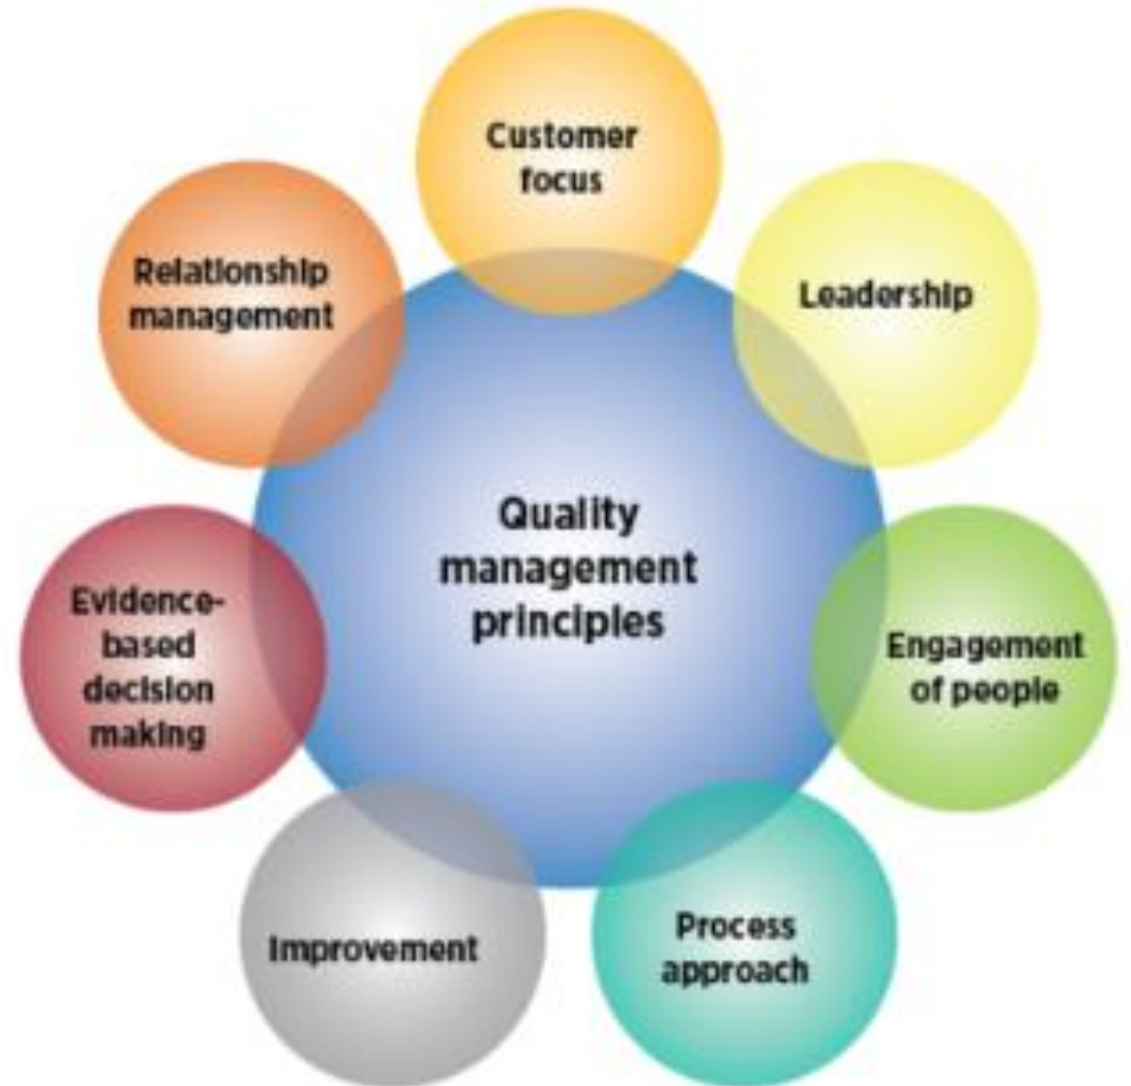 Customer
focus
Leadership
Engagement
of people
Process
approach
Improvement
Evidence-
based
decision
making
Relationship
management
Quality
management
principles